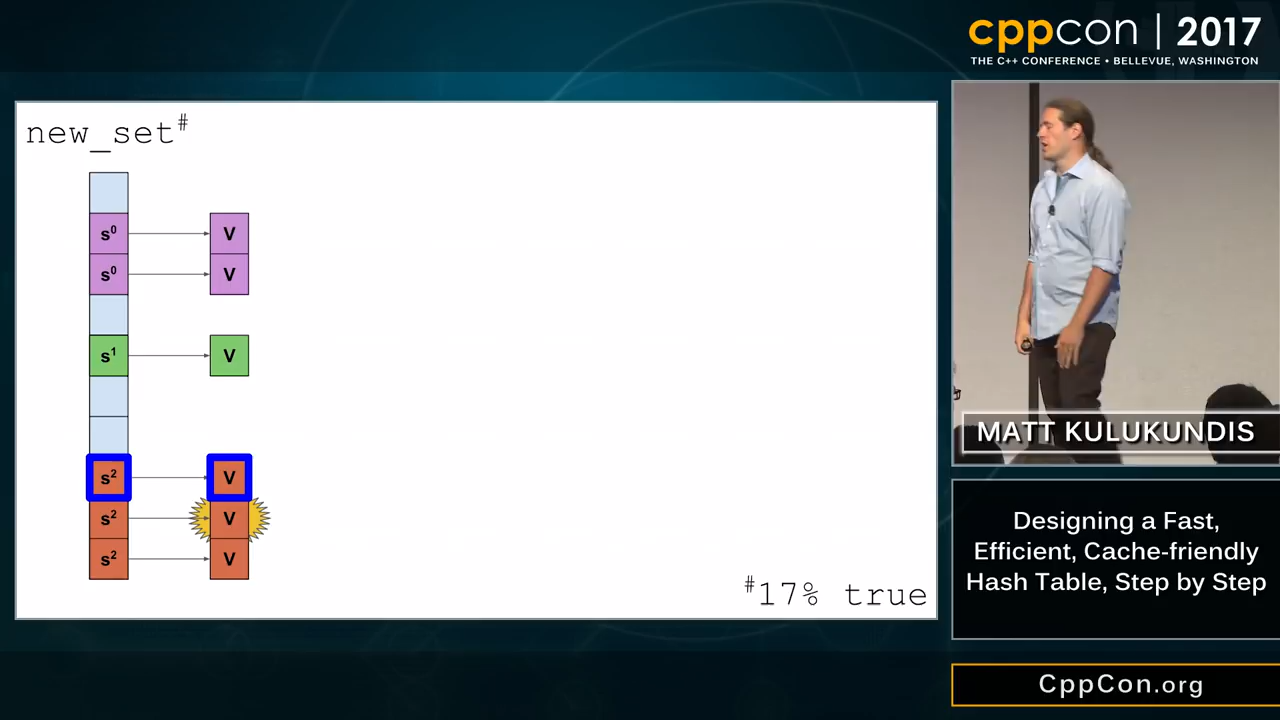 cppcon | 2017
THE C++ CONFERENCE • BELLEVUE, WASHINGTON
new_set#
s0 V
s0 V
s1 V
s2 V
s2 V
s2 V
#17% true
MATT KULUKUNDIS
Designing a Fast,
Efficient, Cache-friendly
Hash Table, Step by Step
CppCon.org